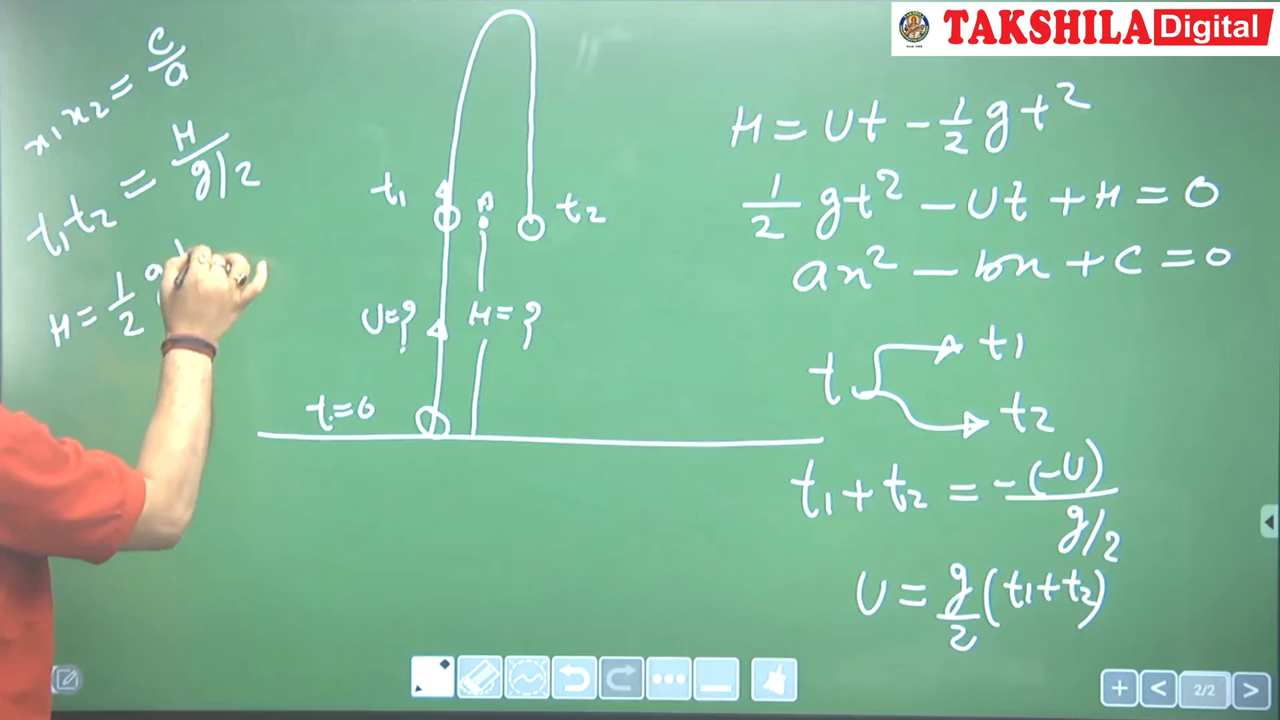 TAKSHILA Digital
x₁x₂ = c/a
t₁t₂ = H/g/2
H = 1/2 g
t₁
t₂
U=?
H=?
t=0
H = Ut - 1/2 gt²
1/2 gt² - Ut + H = 0
ax² - bx + c = 0
t
t₁
t₂
t₁ + t₂ = -(-U)/g/2
U = g/2 (t₁+t₂)
2/2